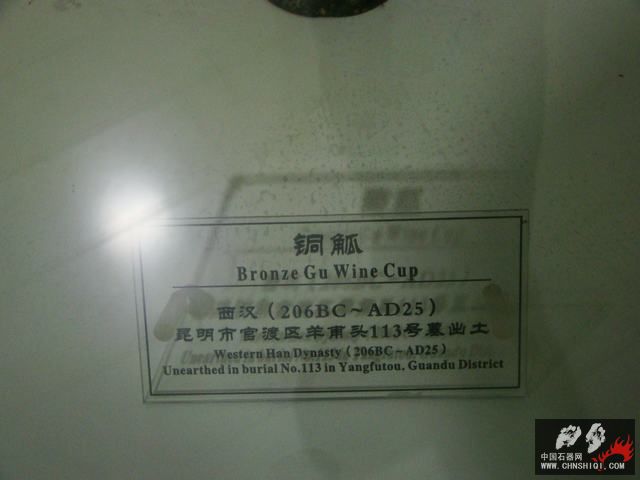 铜觚
Bronze Gu Wine Cup
西汉（206BC～AD25）
昆明市官渡区羊甫头113号墓出土
Western Han Dynasty（206BC～AD25）
Unearthed in burial No.113 in Yangfutou. Guandu District
中国石器网
WWW.CHNSHIQI.COM